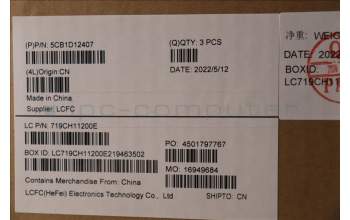 (P)P/N: 5CB1D12407
(Q)QTY: 3 PCS
(4L)Origin:CN
DATE: 2022/5/12
Made in China
Supplier: LCFC
净重: WEIG
DATE: 2022
BOXID:
LC719CH11
LC P/N: 719CH11200E
PO: 4501797767
BOX ID: LC719CH11200E219463502
MO: 16949684
Contains Merchandise From: China
LCFC(HeFei) Electronics Technology Co., Ltd
SHIPTO: CN